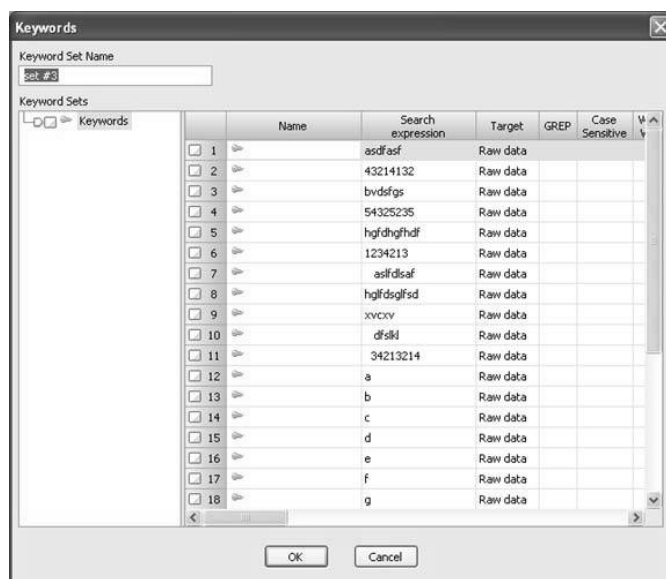 Keywords
Keyword Set Name
set #3
Keyword Sets
Keywords
Name Search expression Target GREP Case Sensitive
1 asdfasf Raw data
2 43214132 Raw data
3 bvdsfgs Raw data
4 54325235 Raw data
5 hgfdhgfhdf Raw data
6 1234213 Raw data
7 aslfdlsaf Raw data
8 hglfdsglfsd Raw data
9 xvcxv Raw data
10 dfslkl Raw data
11 34213214 Raw data
12 a Raw data
13 b Raw data
14 c Raw data
15 d Raw data
16 e Raw data
17 f Raw data
18 g Raw data
OK Cancel